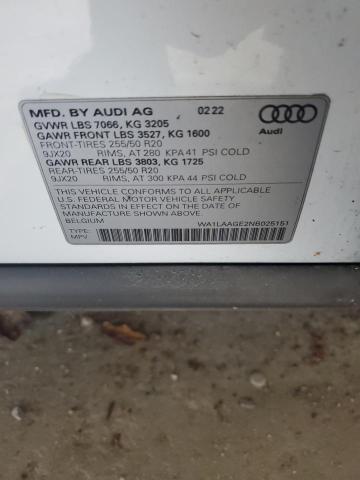 MFD. BY AUDI AG 02 22
GVWR LBS 7066, KG 3205
GAWR FRONT LBS 3527, KG 1600
FRONT-TIRES 255/50 R20
9JX20 RIMS, AT 280 KPA 41 PSI COLD
GAWR REAR LBS 3803, KG 1725
REAR-TIRES 255/50 R20
9JX20 RIMS, AT 300 KPA 44 PSI COLD
Audi
THIS VEHICLE CONFORMS TO ALL APPLICABLE
U.S. FEDERAL MOTOR VEHICLE SAFETY
STANDARDS IN EFFECT ON THE DATE OF
MANUFACTURE SHOWN ABOVE
BELGIUM WA1LAAGE2NB025151
TYPE:
MPV